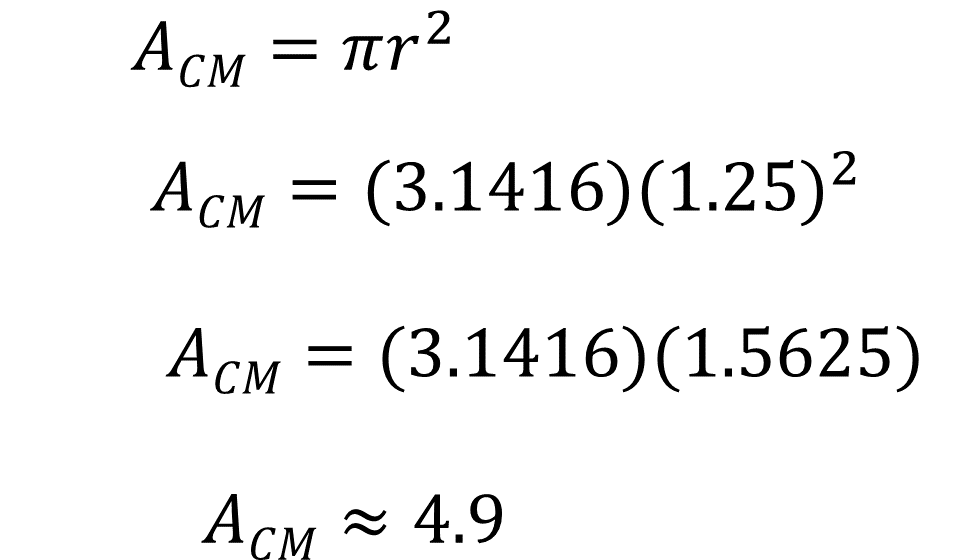 A_CM = πr²
A_CM = (3.1416)(1.25)²
A_CM = (3.1416)(1.5625)
A_CM ≈ 4.9